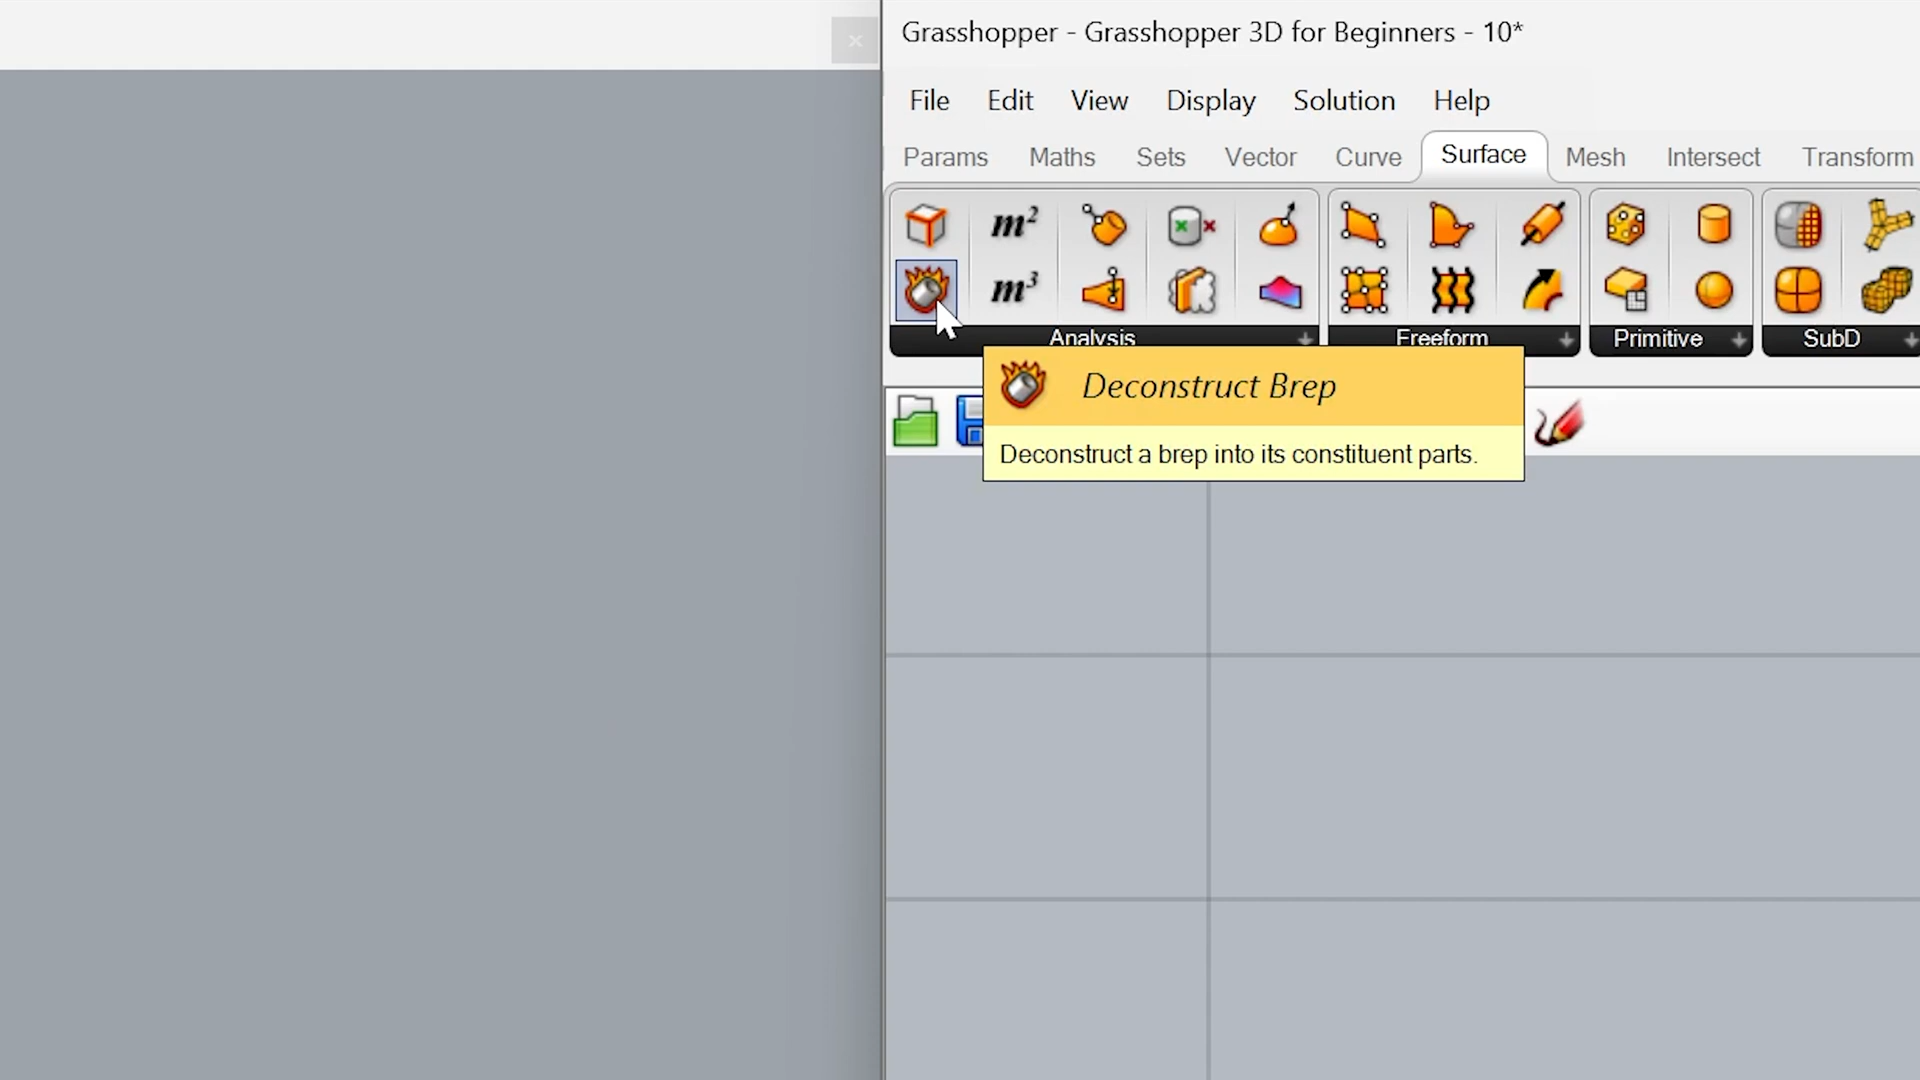 Grasshopper - Grasshopper 3D for Beginners - 10*
File Edit View Display Solution Help
Params Maths Sets Vector Curve Surface Mesh Intersect Transform
m²
m³
Analysis Freeform Primitive SubD
Deconstruct Brep
Deconstruct a brep into its constituent parts.